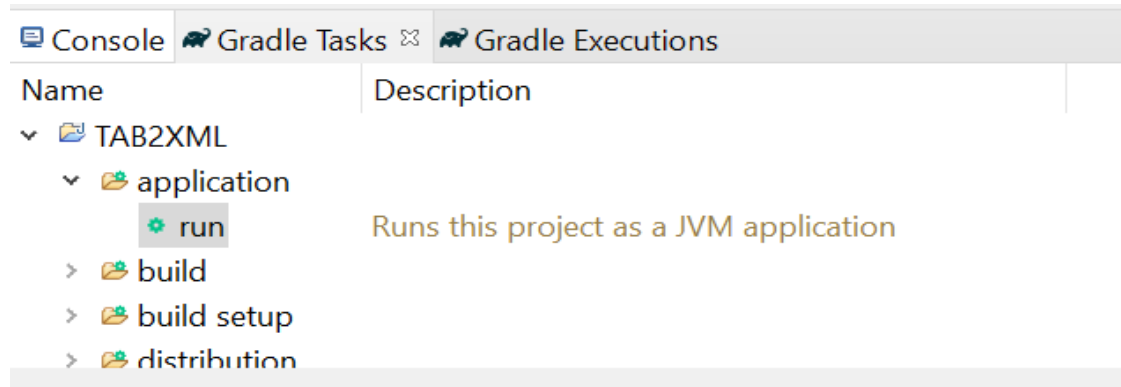 Console Gradle Tasks Gradle Executions
Name Description
TAB2XML
application
run Runs this project as a JVM application
build
build setup
distribution